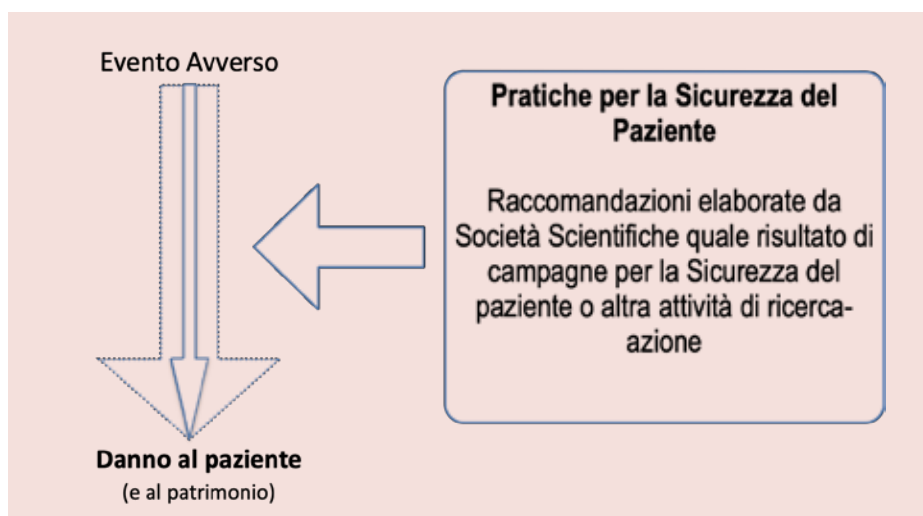 Evento Avverso
Pratiche per la Sicurezza del
Paziente
Raccomandazioni elaborate da
Società Scientifiche quale risultato di
campagne per la Sicurezza del
paziente o altra attività di ricerca-
azione
Danno al paziente
(e al patrimonio)